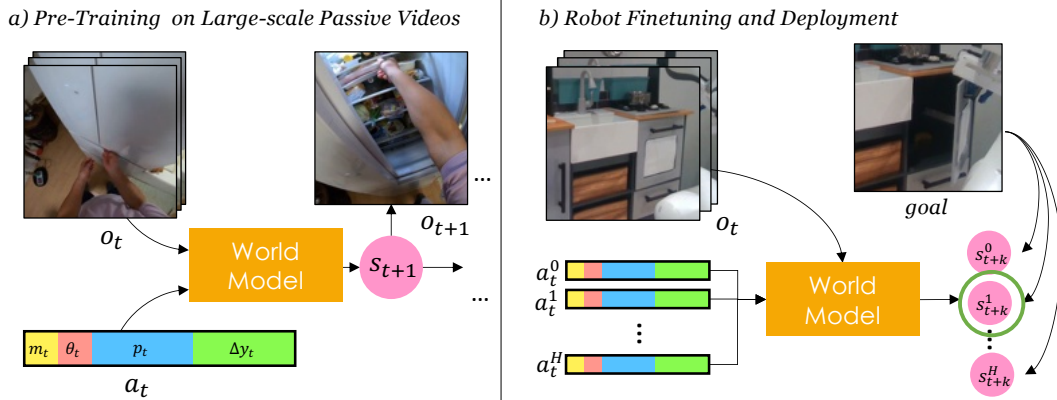 a) Pre-Training on Large-scale Passive Videos
o_t
o_{t+1}
...
World
Model
s_{t+1}
...
m_t θ_t p_t Δy_t
a_t
b) Robot Finetuning and Deployment
o_t
goal
a_t^0
a_t^1
⋮
a_t^H
World
Model
s_{t+k}^0
s_{t+k}^1
⋮
s_{t+k}^H